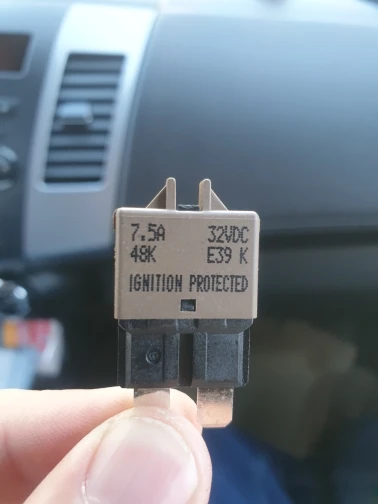 7.5A 32VDC
48K E39 K
IGNITION PROTECTED